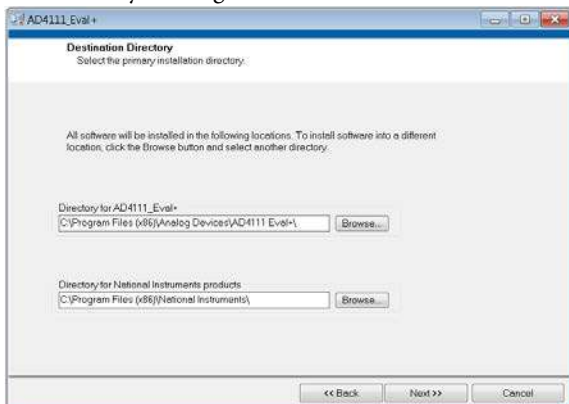 AD4111_Eval+
Destination Directory
Select the primary installation directory.
All software will be installed in the following locations. To install software into a different
location, click the Browse button and select another directory.
Directory for AD4111_Eval+
C:\Program Files (x86)\Analog Devices\AD4111 Eval+\
Browse...
Directory for National Instruments products
C:\Program Files (x86)\National Instruments\
Browse...
<< Back
Next >>
Cancel